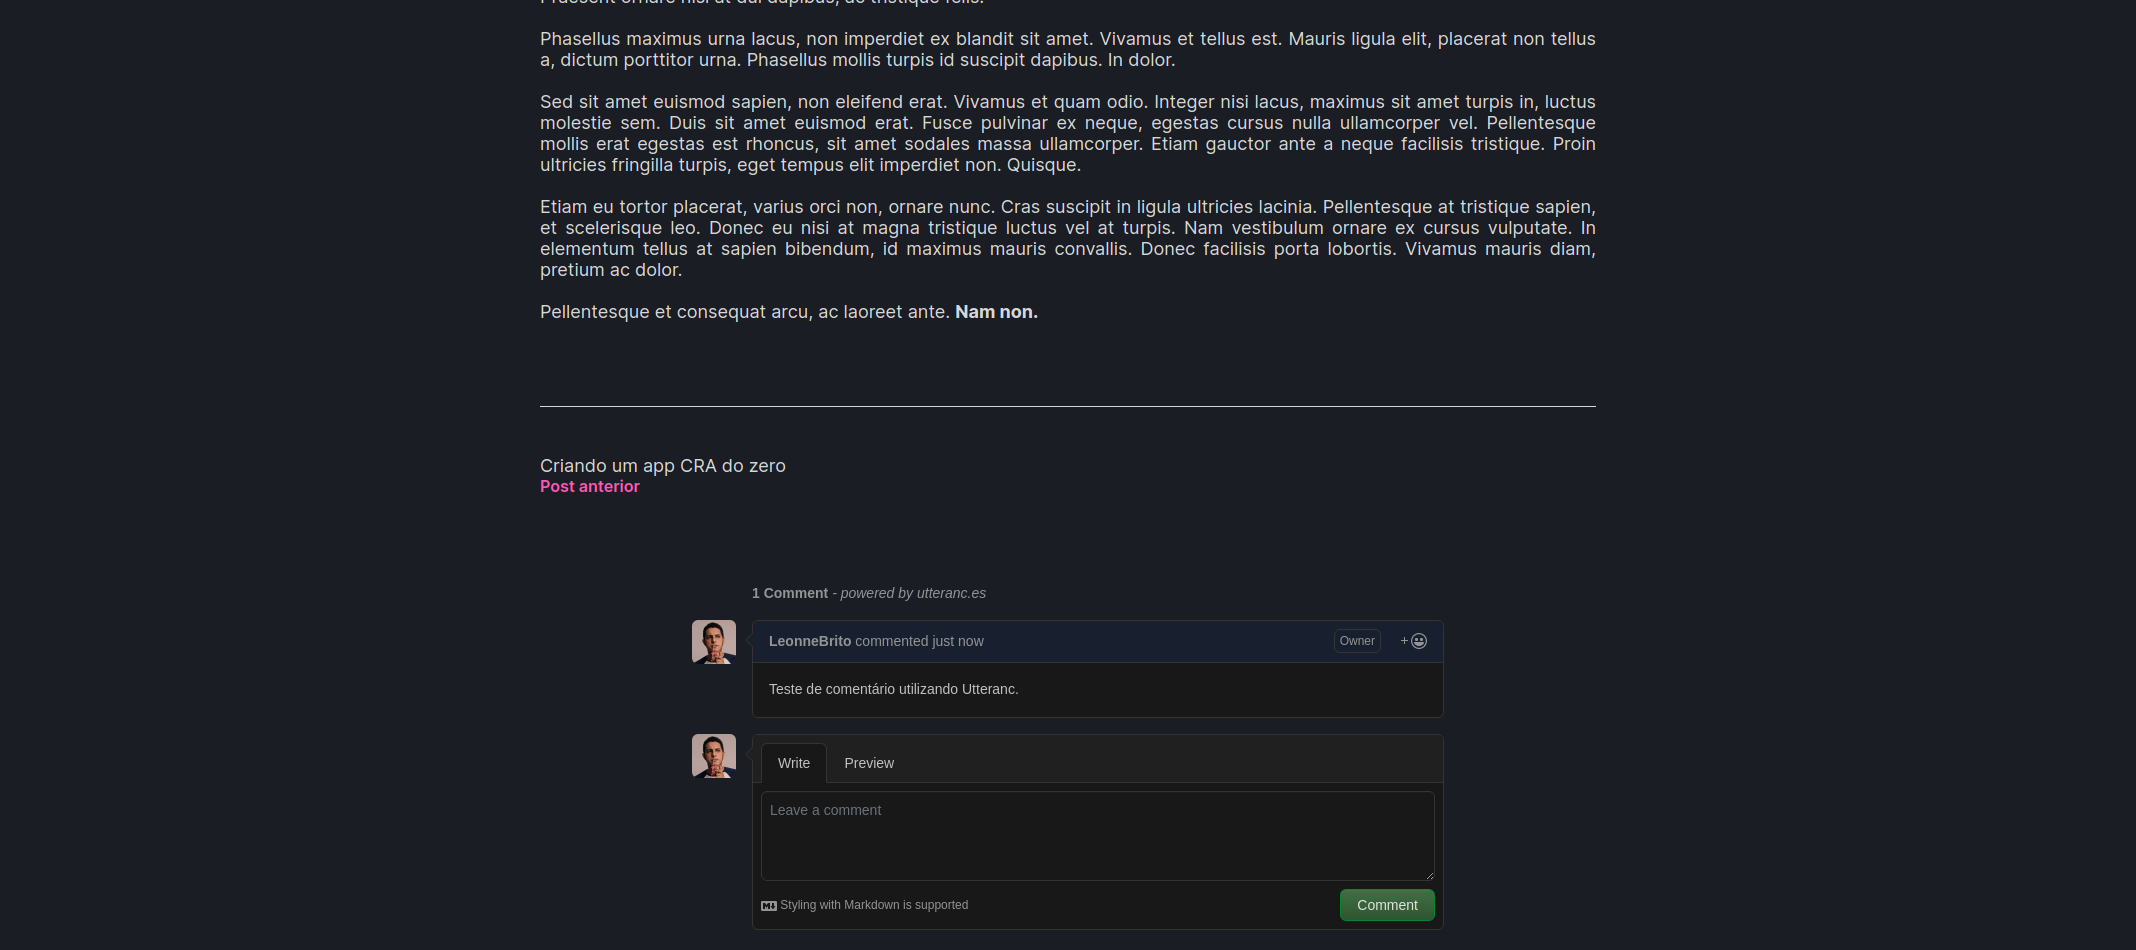 Praesent ornare nisi at dui dapibus, ac tristique felis.
Phasellus maximus urna lacus, non imperdiet ex blandit sit amet. Vivamus et tellus est. Mauris ligula elit, placerat non tellus
a, dictum porttitor urna. Phasellus mollis turpis id suscipit dapibus. In dolor.
Sed sit amet euismod sapien, non eleifend erat. Vivamus et quam odio. Integer nisi lacus, maximus sit amet turpis in, luctus
molestie sem. Duis sit amet euismod erat. Fusce pulvinar ex neque, egestas cursus nulla ullamcorper vel. Pellentesque
mollis erat egestas est rhoncus, sit amet sodales massa ullamcorper. Etiam gauctor ante a neque facilisis tristique. Proin
ultricies fringilla turpis, eget tempus elit imperdiet non. Quisque.
Etiam eu tortor placerat, varius orci non, ornare nunc. Cras suscipit in ligula ultricies lacinia. Pellentesque at tristique sapien,
et scelerisque leo. Donec eu nisi at magna tristique luctus vel at turpis. Nam vestibulum ornare ex cursus vulputate. In
elementum tellus at sapien bibendum, id maximus mauris convallis. Donec facilisis porta lobortis. Vivamus mauris diam,
pretium ac dolor.
Pellentesque et consequat arcu, ac laoreet ante. Nam non.
Criando um app CRA do zero
Post anterior
1 Comment - powered by utteranc.es
LeonneBrito commented just now Owner +
Teste de comentário utilizando Utteranc.
Write Preview
Leave a comment
Styling with Markdown is supported Comment